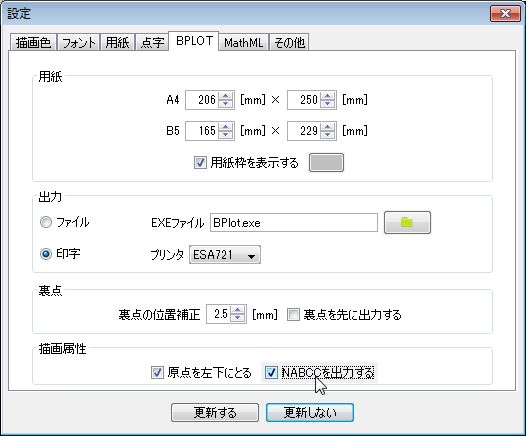 設定
描画色 フォント 用紙 点字 BPLOT MathML その他
用紙
A4 206 [mm] × 250 [mm]
B5 165 [mm] × 229 [mm]
用紙枠を表示する
出力
ファイル EXEファイル BPlot.exe
印字 プリンタ ESA721
裏点
裏点の位置補正 2.5 [mm] 裏点を先に出力する
描画属性
原点を左下にとる NABCCを出力する
更新する 更新しない